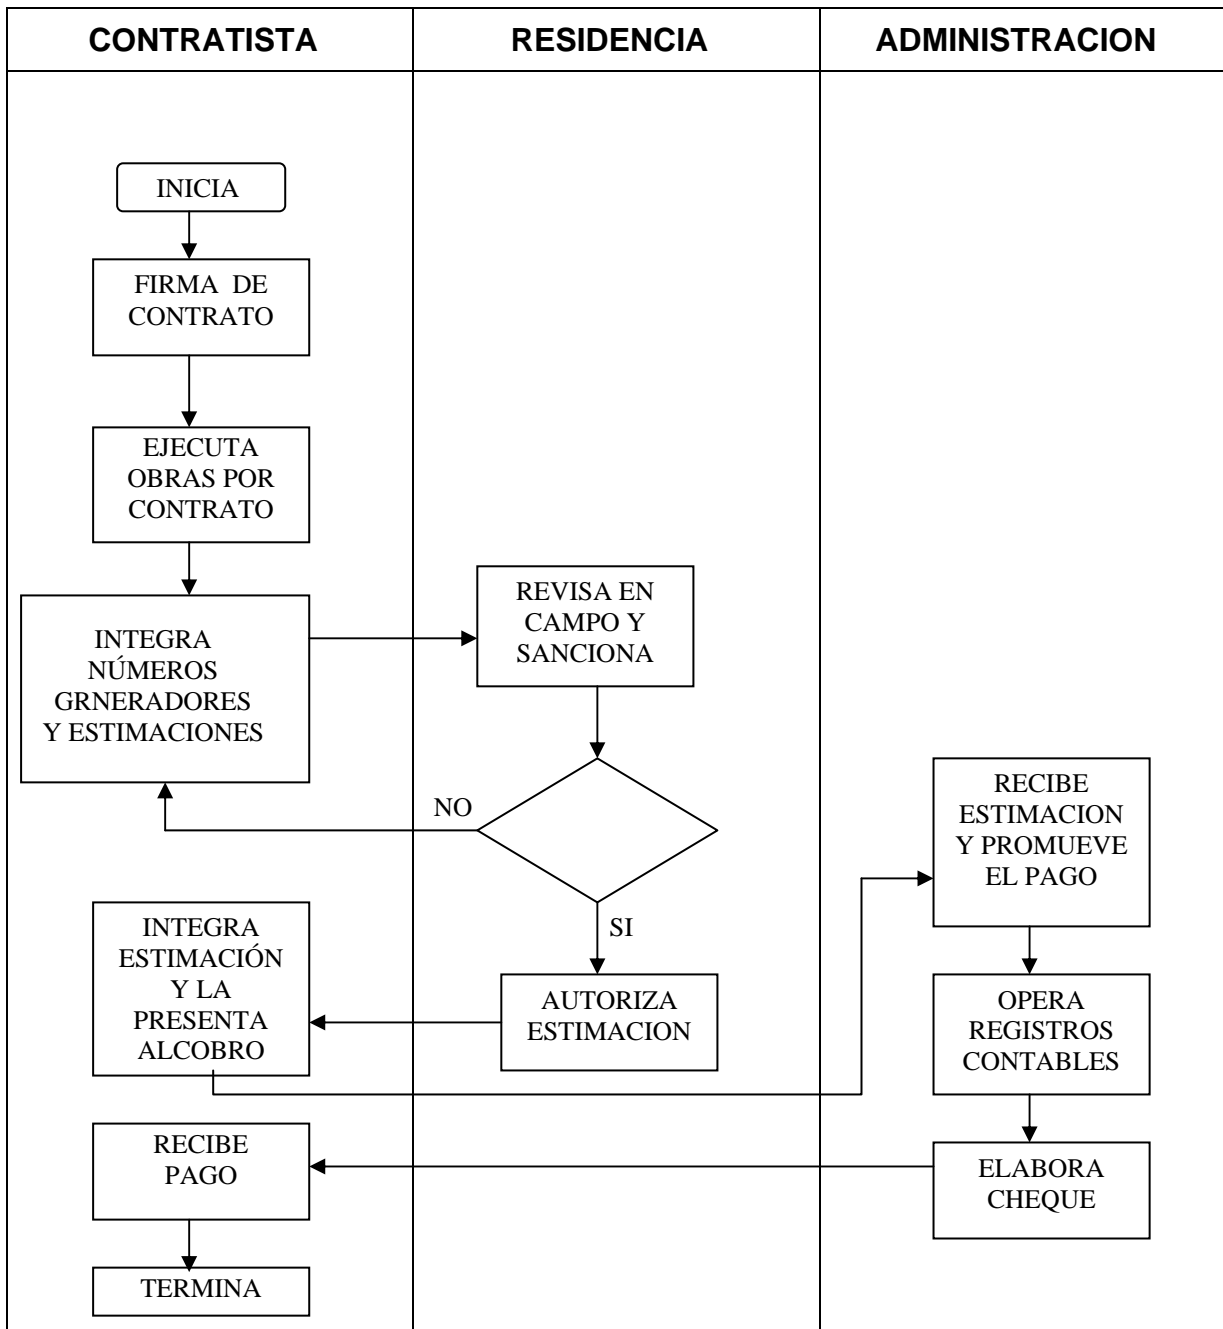 CONTRATISTA
RESIDENCIA
ADMINISTRACION
INICIA
FIRMA DE
CONTRATO
EJECUTA
OBRAS POR
CONTRATO
INTEGRA
NÚMEROS
GRNERADORES
Y ESTIMACIONES
REVISA EN
CAMPO Y
SANCIONA
NO
SI
AUTORIZA
ESTIMACION
INTEGRA
ESTIMACIÓN
Y LA
PRESENTA
ALCOBRO
RECIBE
ESTIMACION
Y PROMUEVE
EL PAGO
OPERA
REGISTROS
CONTABLES
ELABORA
CHEQUE
RECIBE
PAGO
TERMINA